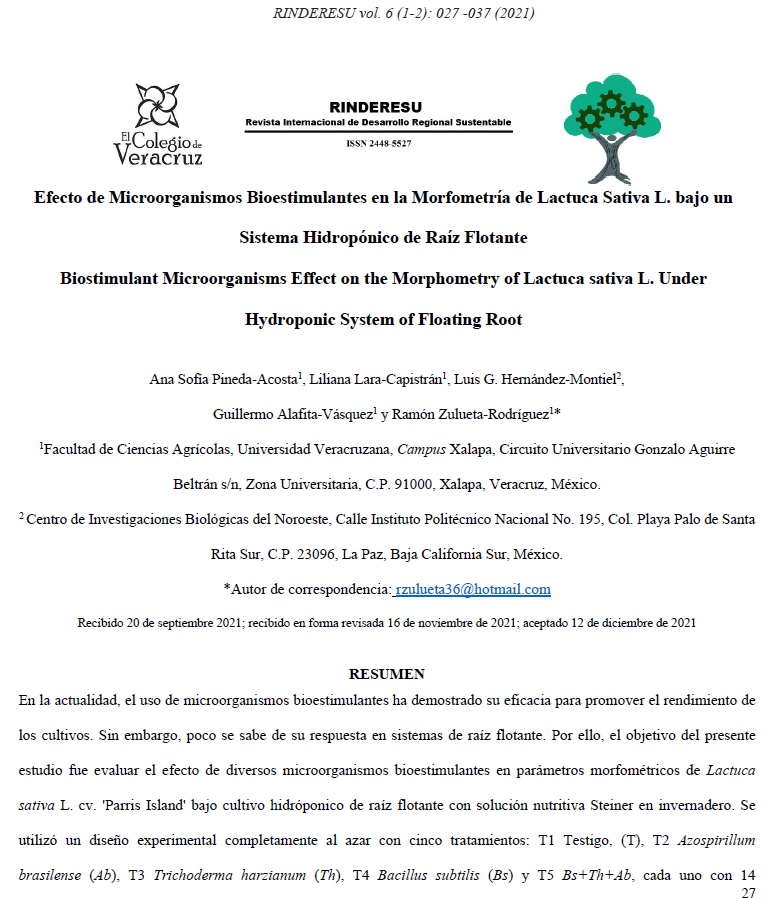 RINDERESU vol. 6 (1-2): 027 -037 (2021)
El Colegio de Veracruz
RINDERESU
Revista Internacional de Desarrollo Regional Sustentable
ISSN 2448-5527
Efecto de Microorganismos Bioestimulantes en la Morfometría de Lactuca Sativa L. bajo un
Sistema Hidropónico de Raíz Flotante
Biostimulant Microorganisms Effect on the Morphometry of Lactuca sativa L. Under
Hydroponic System of Floating Root
Ana Sofía Pineda-Acosta1, Liliana Lara-Capistrán1, Luis G. Hernández-Montiel2,
Guillermo Alafita-Vásquez1 y Ramón Zulueta-Rodríguez1*
1Facultad de Ciencias Agrícolas, Universidad Veracruzana, Campus Xalapa, Circuito Universitario Gonzalo Aguirre
Beltrán s/n, Zona Universitaria, C.P. 91000, Xalapa, Veracruz, México.
2 Centro de Investigaciones Biológicas del Noroeste, Calle Instituto Politécnico Nacional No. 195, Col. Playa Palo de Santa
Rita Sur, C.P. 23096, La Paz, Baja California Sur, México.
*Autor de correspondencia: rzulueta36@hotmail.com
Recibido 20 de septiembre 2021; recibido en forma revisada 16 de noviembre de 2021; aceptado 12 de diciembre de 2021
RESUMEN
En la actualidad, el uso de microorganismos bioestimulantes ha demostrado su eficacia para promover el rendimiento de
los cultivos. Sin embargo, poco se sabe de su respuesta en sistemas de raíz flotante. Por ello, el objetivo del presente
estudio fue evaluar el efecto de diversos microorganismos bioestimulantes en parámetros morfométricos de Lactuca
sativa L. cv. 'Parris Island' bajo cultivo hidróponico de raíz flotante con solución nutritiva Steiner en invernadero. Se
utilizó un diseño experimental completamente al azar con cinco tratamientos: T1 Testigo, (T), T2 Azospirillum
brasilense (Ab), T3 Trichoderma harzianum (Th), T4 Bacillus subtilis (Bs) y T5 Bs+Th+Ab, cada uno con 14
27